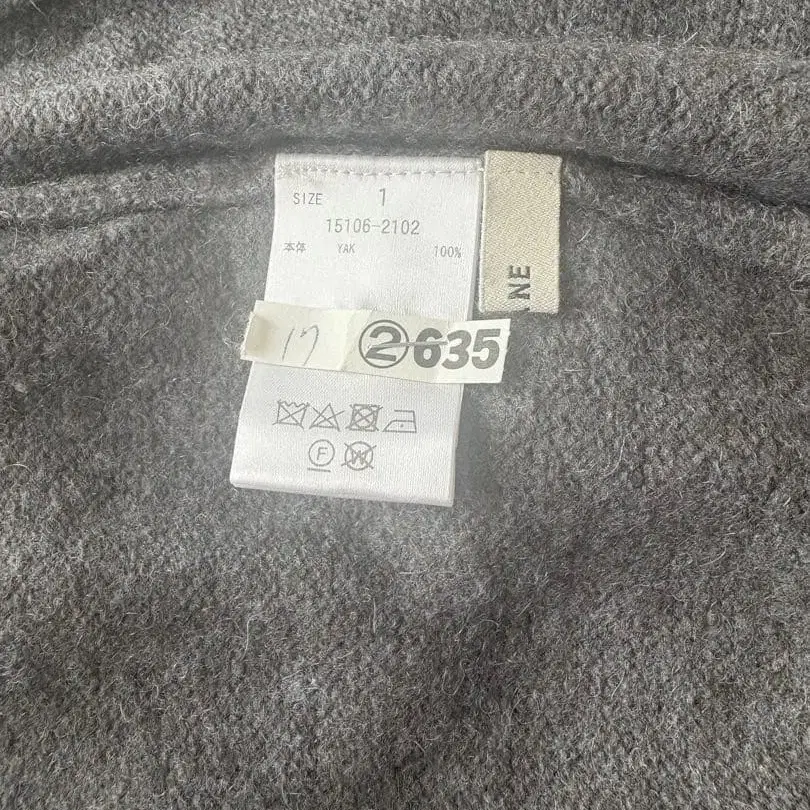 SIZE 1
15106-2102
本体 YAK 100%
17 ②635
F
W
NE